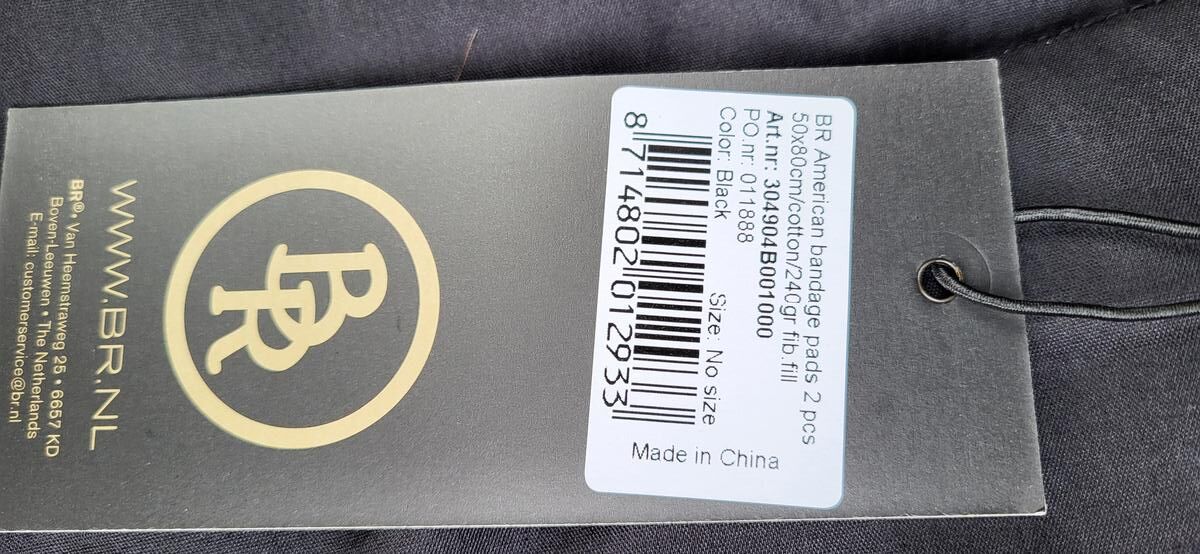 BR American bandage pads 2 pcs
50x80cm/cotton/240gr fib.fill
Art.nr: 304904B001000
PO.nr: 011888
Color: Black
Size: No size
8 714802 012933
Made in China
BR
WWW.BR.NL
BR®• Van Heemstraweg 25 • 6657 KD
Boven-Leeuwen • The Netherlands
E-mail: customerservice@br.nl